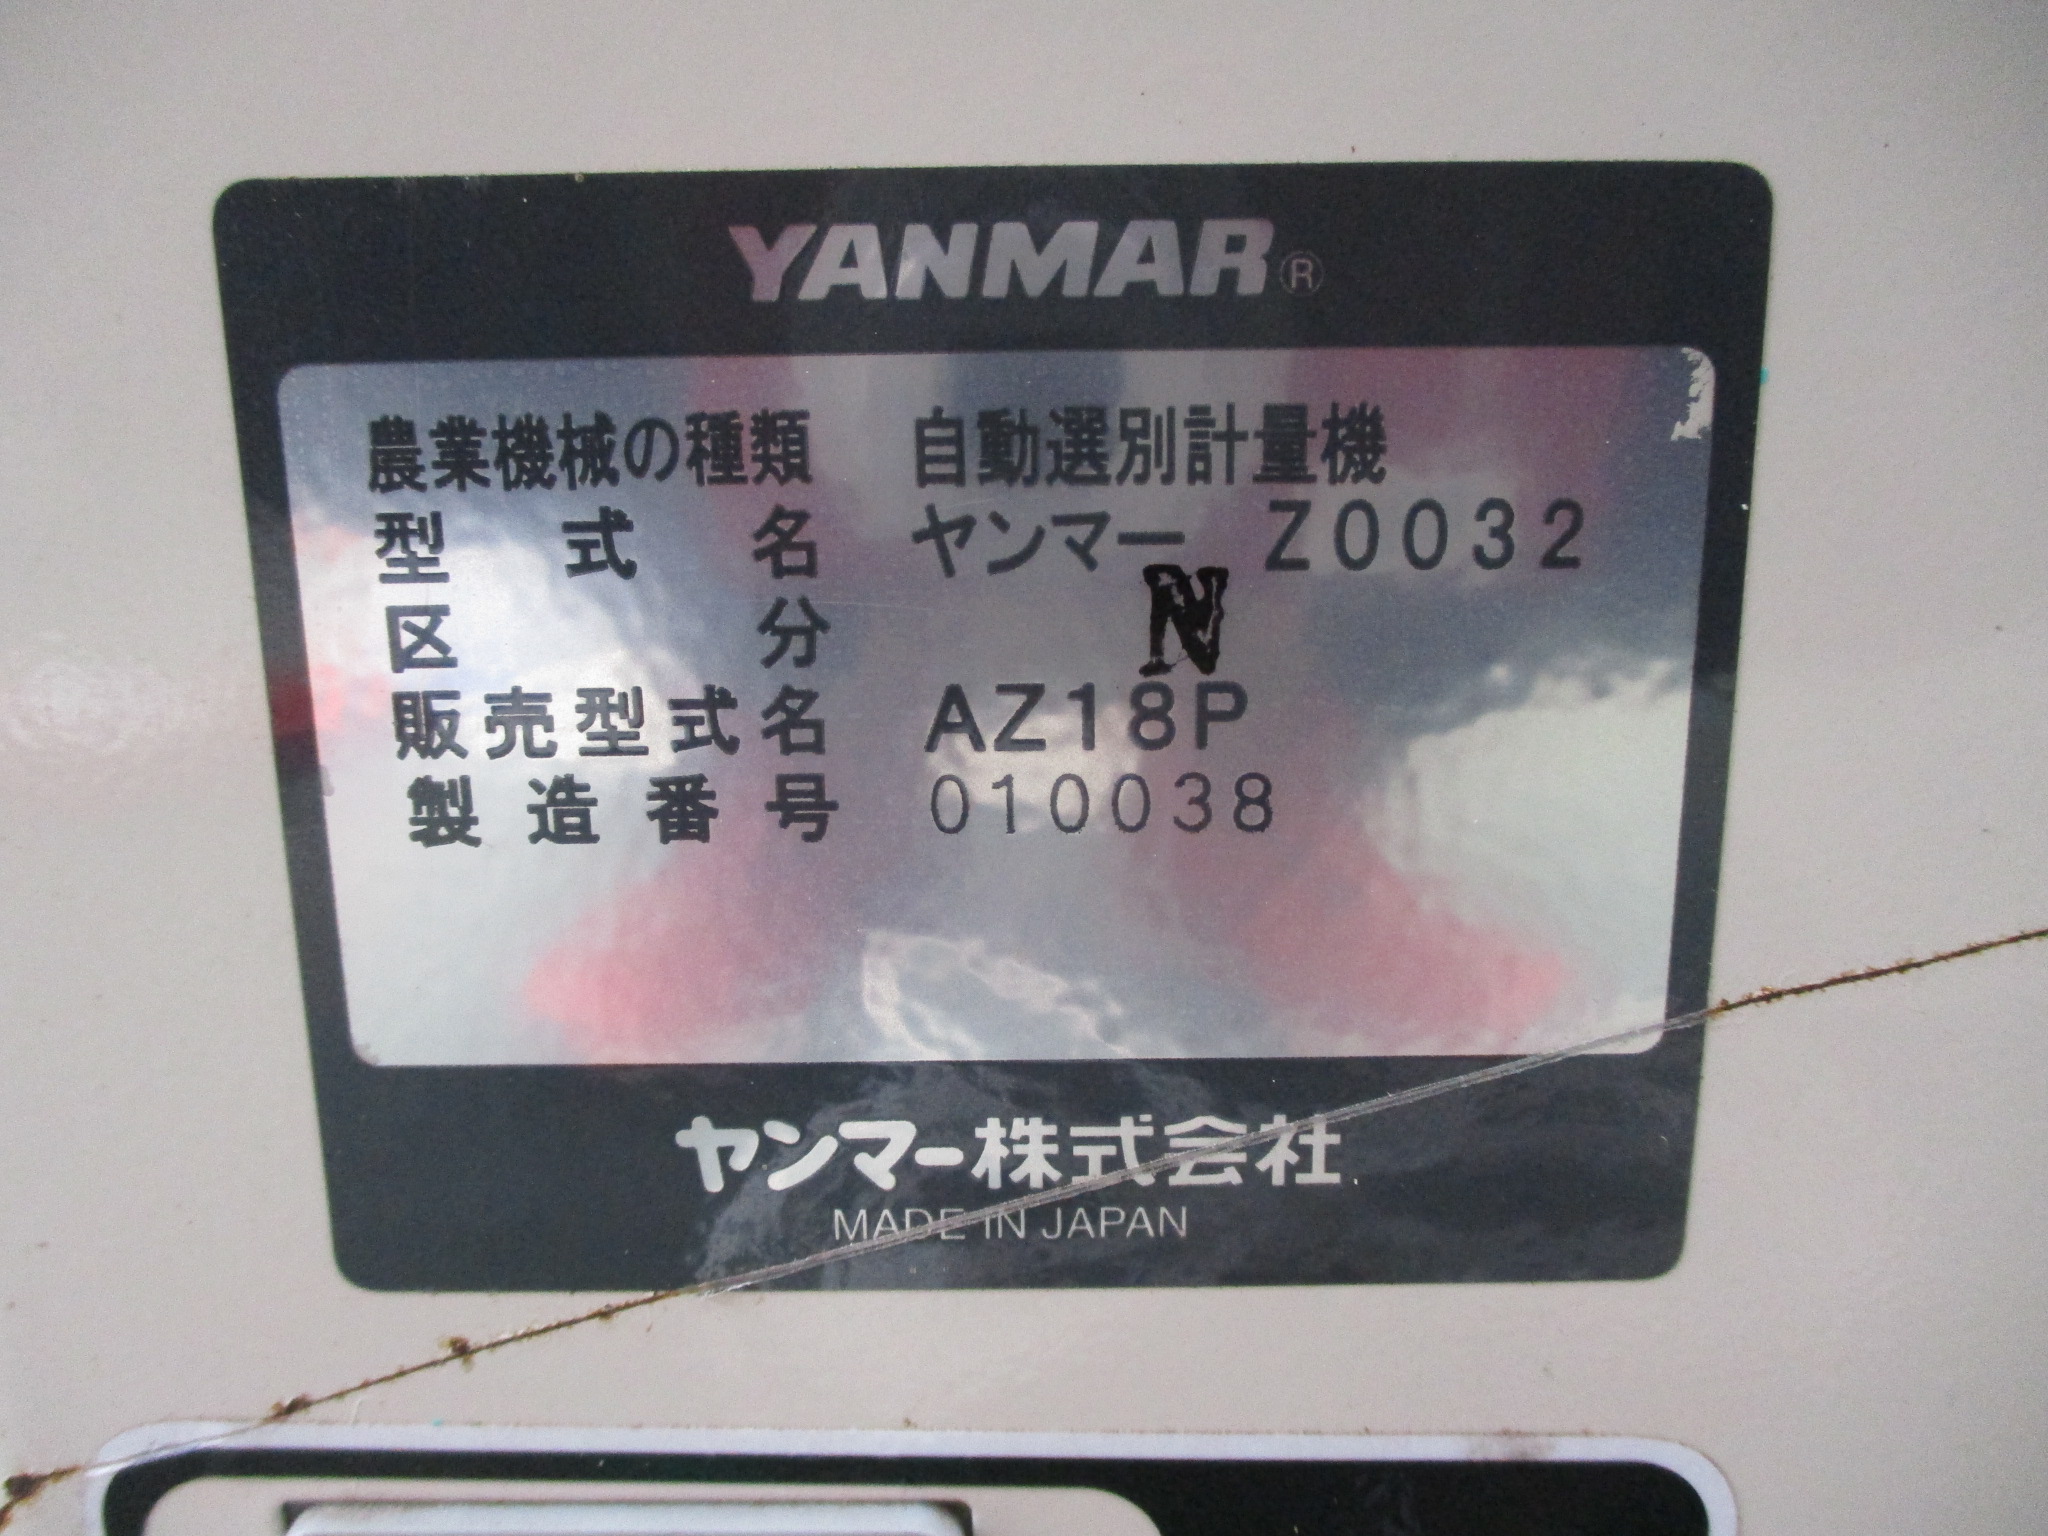 YANMAR®
農業機械の種類 自動選別計量機
型式名 ヤンマー Z0032
区分 N
販売型式名 AZ18P
製造番号 010038
ヤンマー株式会社
MADE IN JAPAN